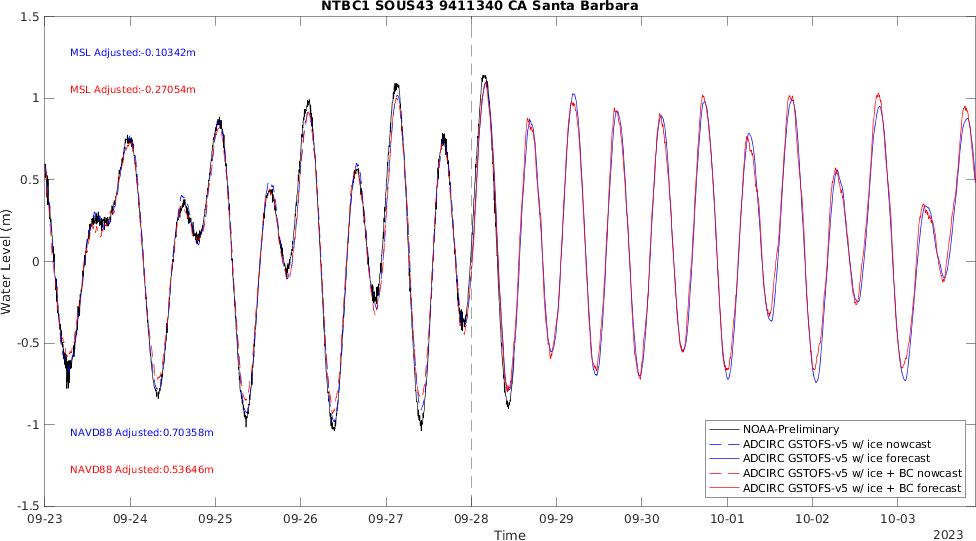 NTBC1 SOUS43 9411340 CA Santa Barbara
1.5
1
0.5
0
-0.5
-1
-1.5
Water Level (m)
MSL Adjusted:-0.10342m
MSL Adjusted:-0.27054m
NAVD88 Adjusted:0.70358m
NAVD88 Adjusted:0.53646m
NOAA-Preliminary
ADCIRC GSTOFS-v5 w/ ice nowcast
ADCIRC GSTOFS-v5 w/ ice forecast
ADCIRC GSTOFS-v5 w/ ice + BC nowcast
ADCIRC GSTOFS-v5 w/ ice + BC forecast
09-23 09-24 09-25 09-26 09-27 09-28 09-29 09-30 10-01 10-02 10-03
Time
2023